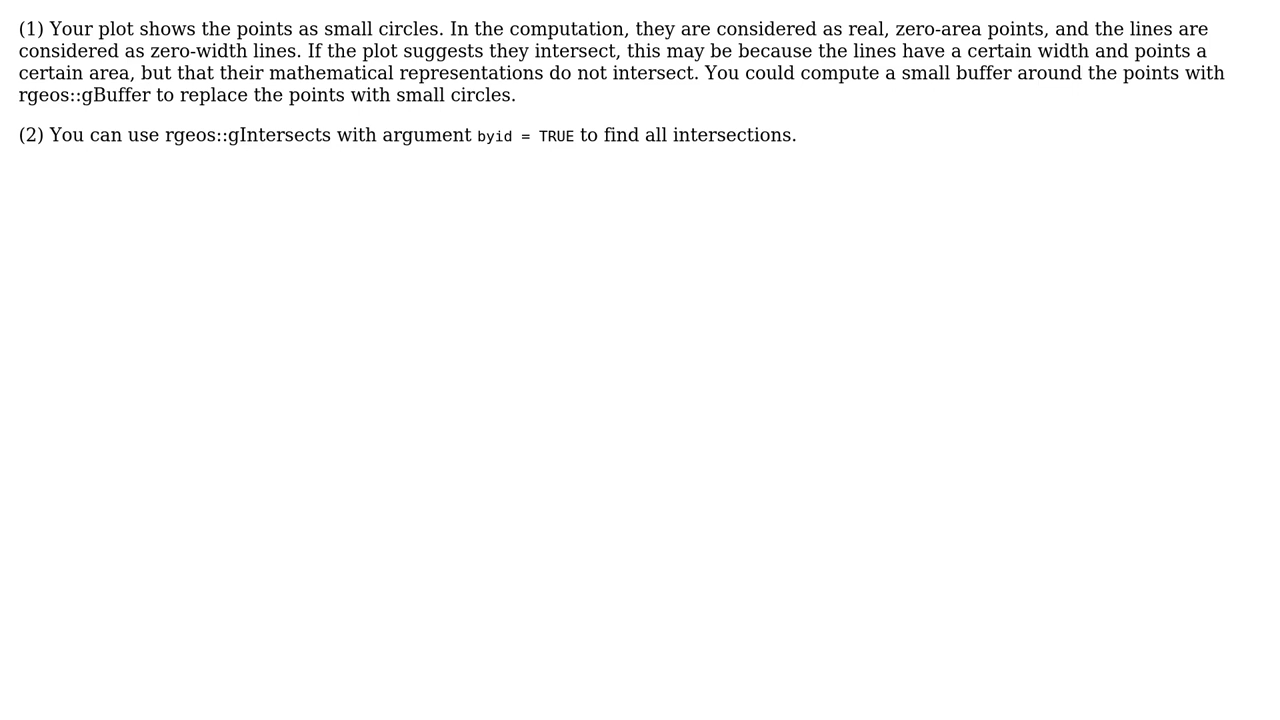 (1) Your plot shows the points as small circles. In the computation, they are considered as real, zero-area points, and the lines are
considered as zero-width lines. If the plot suggests they intersect, this may be because the lines have a certain width and points a
certain area, but that their mathematical representations do not intersect. You could compute a small buffer around the points with
rgeos::gBuffer to replace the points with small circles.
(2) You can use rgeos::gIntersects with argument byid = TRUE to find all intersections.